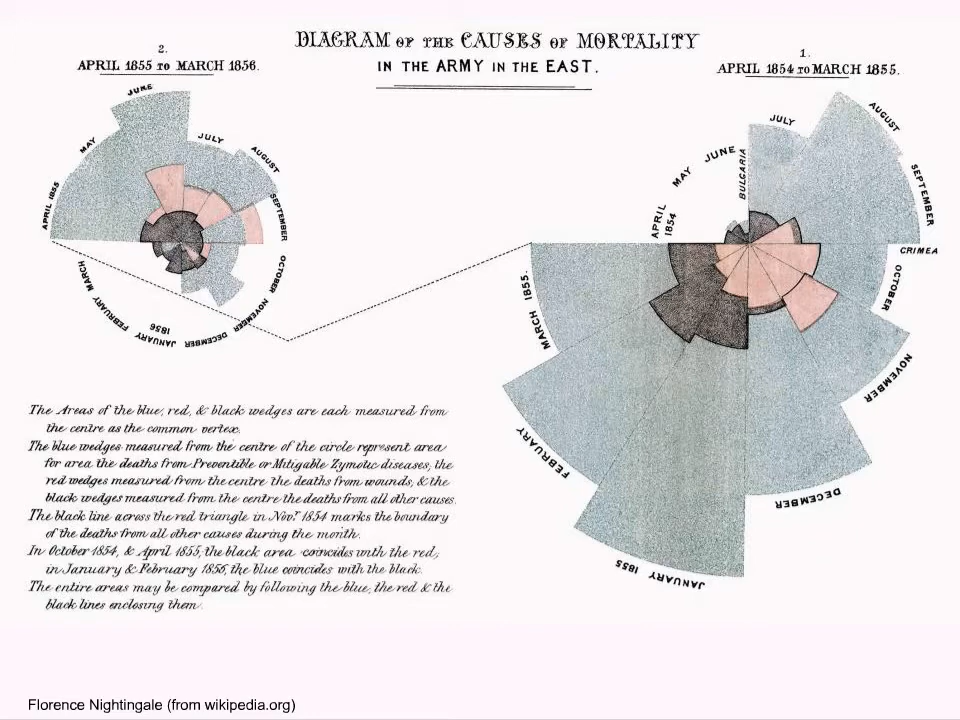 DIAGRAM OF THE CAUSES OF MORTALITY
IN THE ARMY IN THE EAST.
2.
APRIL 1855 TO MARCH 1856.
1.
APRIL 1854 TO MARCH 1855.
APRIL 1855
MAY
JUNE
JULY
AUGUST
SEPTEMBER
OCTOBER
NOVEMBER
DECEMBER
JANUARY
1856
FEBRUARY
MARCH
APRIL
1854
MAY
JUNE
BULGARIA
JULY
AUGUST
SEPTEMBER
CRIMEA
OCTOBER
NOVEMBER
DECEMBER
JANUARY 1855
FEBRUARY
MARCH 1855.
The Areas of the blue, red, & black wedges are each measured from
the centre as the common vertex.
The blue wedges measured from the centre of the circle represent area
for area the deaths from Preventible or Mitigable Zymotic diseases, the
red wedges measured from the centre the deaths from wounds, & the
black wedges measured from the centre the deaths from all other causes.
The black line across the red triangle in Novr. 1854 marks the boundary
of the deaths from all other causes during the month.
In October 1854, & April 1855, the black area coincides with the red,
in January & February 1856, the blue coincides with the black.
The entire areas may be compared by following the blue, the red & the
black lines enclosing them.
Florence Nightingale (from wikipedia.org)